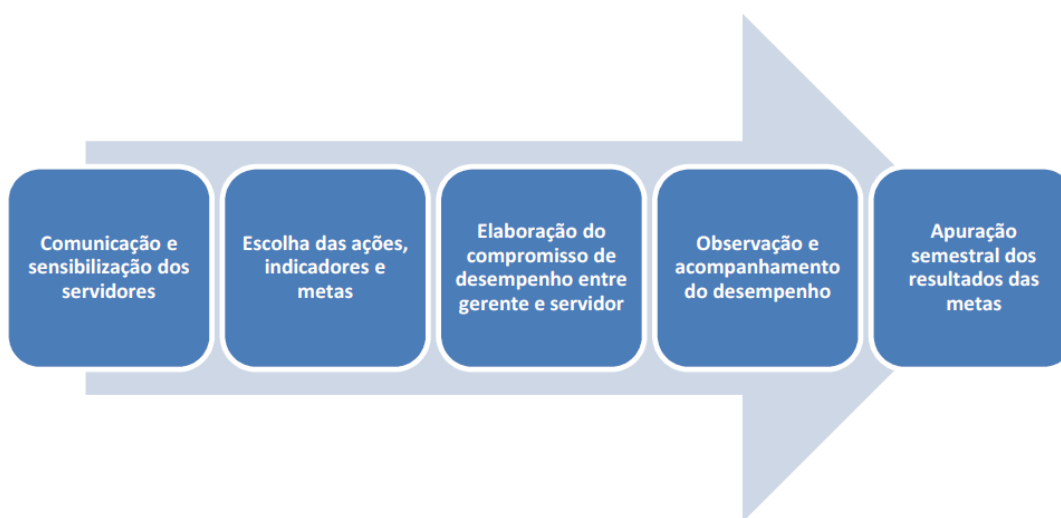 Comunicação e
sensibilização dos
servidores
Escolha das ações,
indicadores e
metas
Elaboração do
compromisso de
desempenho entre
gerente e servidor
Observação e
acompanhamento
do desempenho
Apuração
semestral dos
resultados das
metas